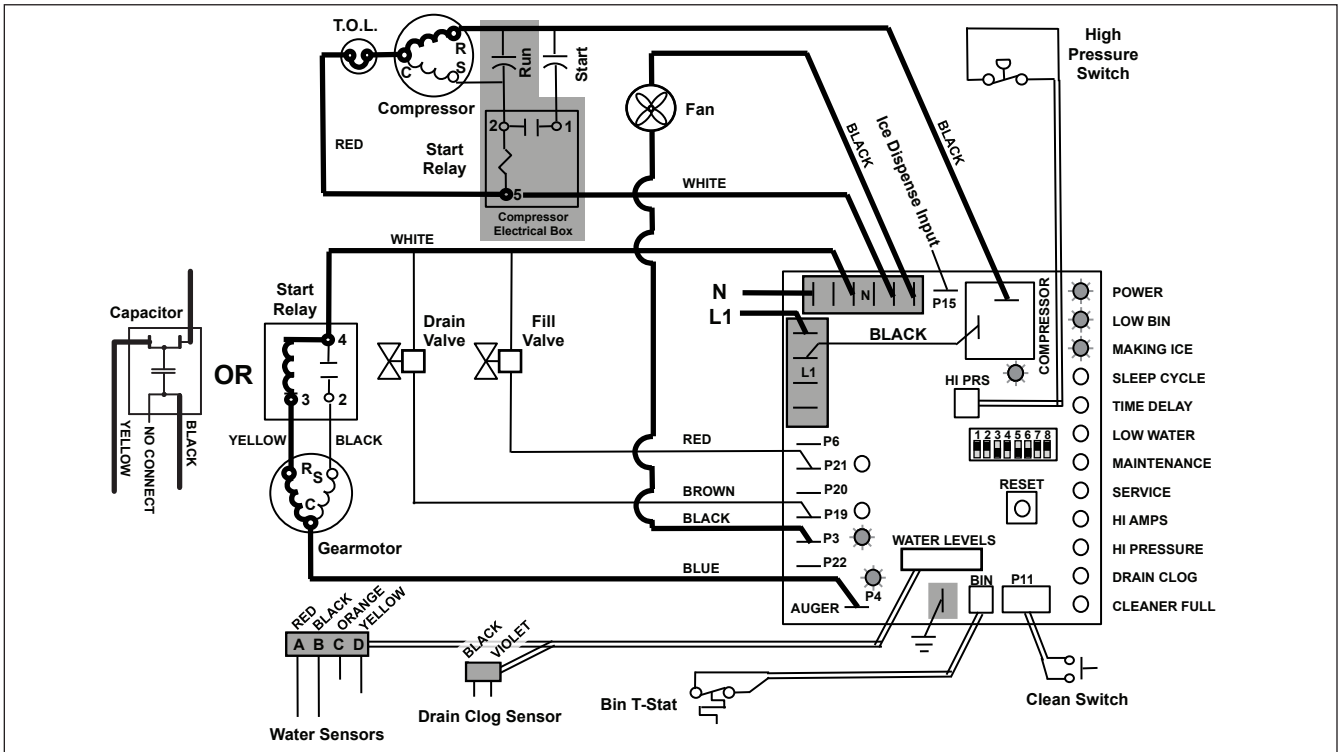 T.O.L.
R
S
C
Compressor
Run
Start
2
1
Start
Relay
5
Compressor
Electrical Box
RED
Fan
BLACK
Ice Dispense Input
BLACK
High
Pressure
Switch
WHITE
WHITE
Capacitor
YELLOW
NO CONNECT
BLACK
OR
Start
Relay
4
3
2
YELLOW
BLACK
R
S
C
Gearmotor
Drain
Valve
Fill
Valve
N
L1
N
P15
L1
BLACK
COMPRESSOR
HI PRS
POWER
LOW BIN
MAKING ICE
SLEEP CYCLE
TIME DELAY
LOW WATER
MAINTENANCE
SERVICE
HI AMPS
HI PRESSURE
DRAIN CLOG
CLEANER FULL
1 2 3 4 5 6 7 8
RESET
RED
BROWN
BLACK
BLUE
P6
P21
P20
P19
P3
P22
P4
AUGER
WATER LEVELS
BIN
P11
RED
BLACK
ORANGE
YELLOW
A B C D
Water Sensors
BLACK
VIOLET
Drain Clog Sensor
Bin T-Stat
Clean Switch